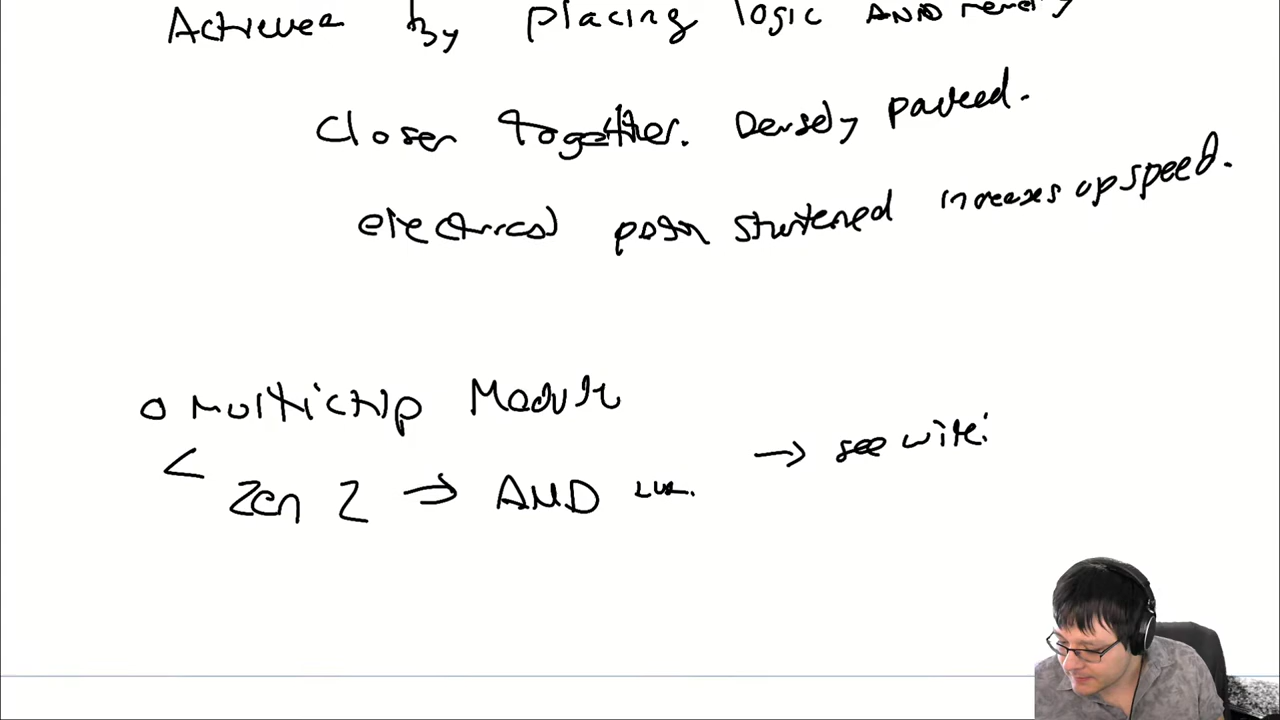 Achieved by placing logic AND memory
Closer together. Densely packed.
electrical path shortened increases op speed.
o Multichip Module
< → see wiki
Zen 2 → AMD